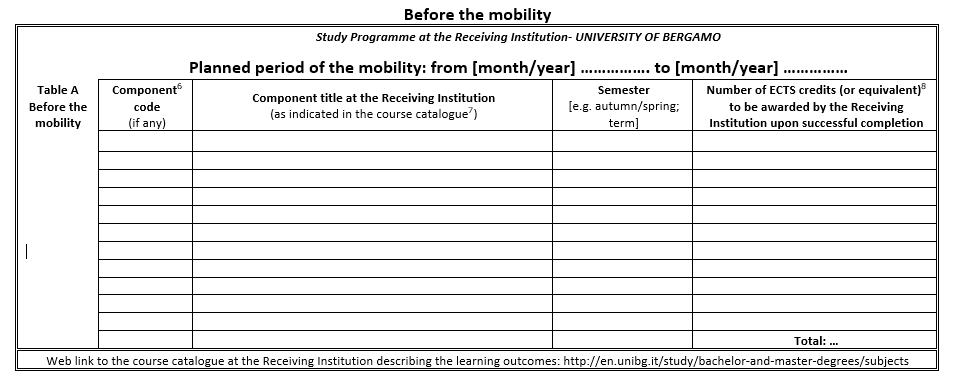 Before the mobility
Study Programme at the Receiving Institution- UNIVERSITY OF BERGAMO
Planned period of the mobility: from [month/year] ................ to [month/year] ...............
Table A
Before the
mobility
Component6
code
(if any)
Component title at the Receiving Institution
(as indicated in the course catalogue7)
Semester
[e.g. autumn/spring;
term]
Number of ECTS credits (or equivalent)8
to be awarded by the Receiving
Institution upon successful completion
Total: ...
Web link to the course catalogue at the Receiving Institution describing the learning outcomes: http://en.unibg.it/study/bachelor-and-master-degrees/subjects